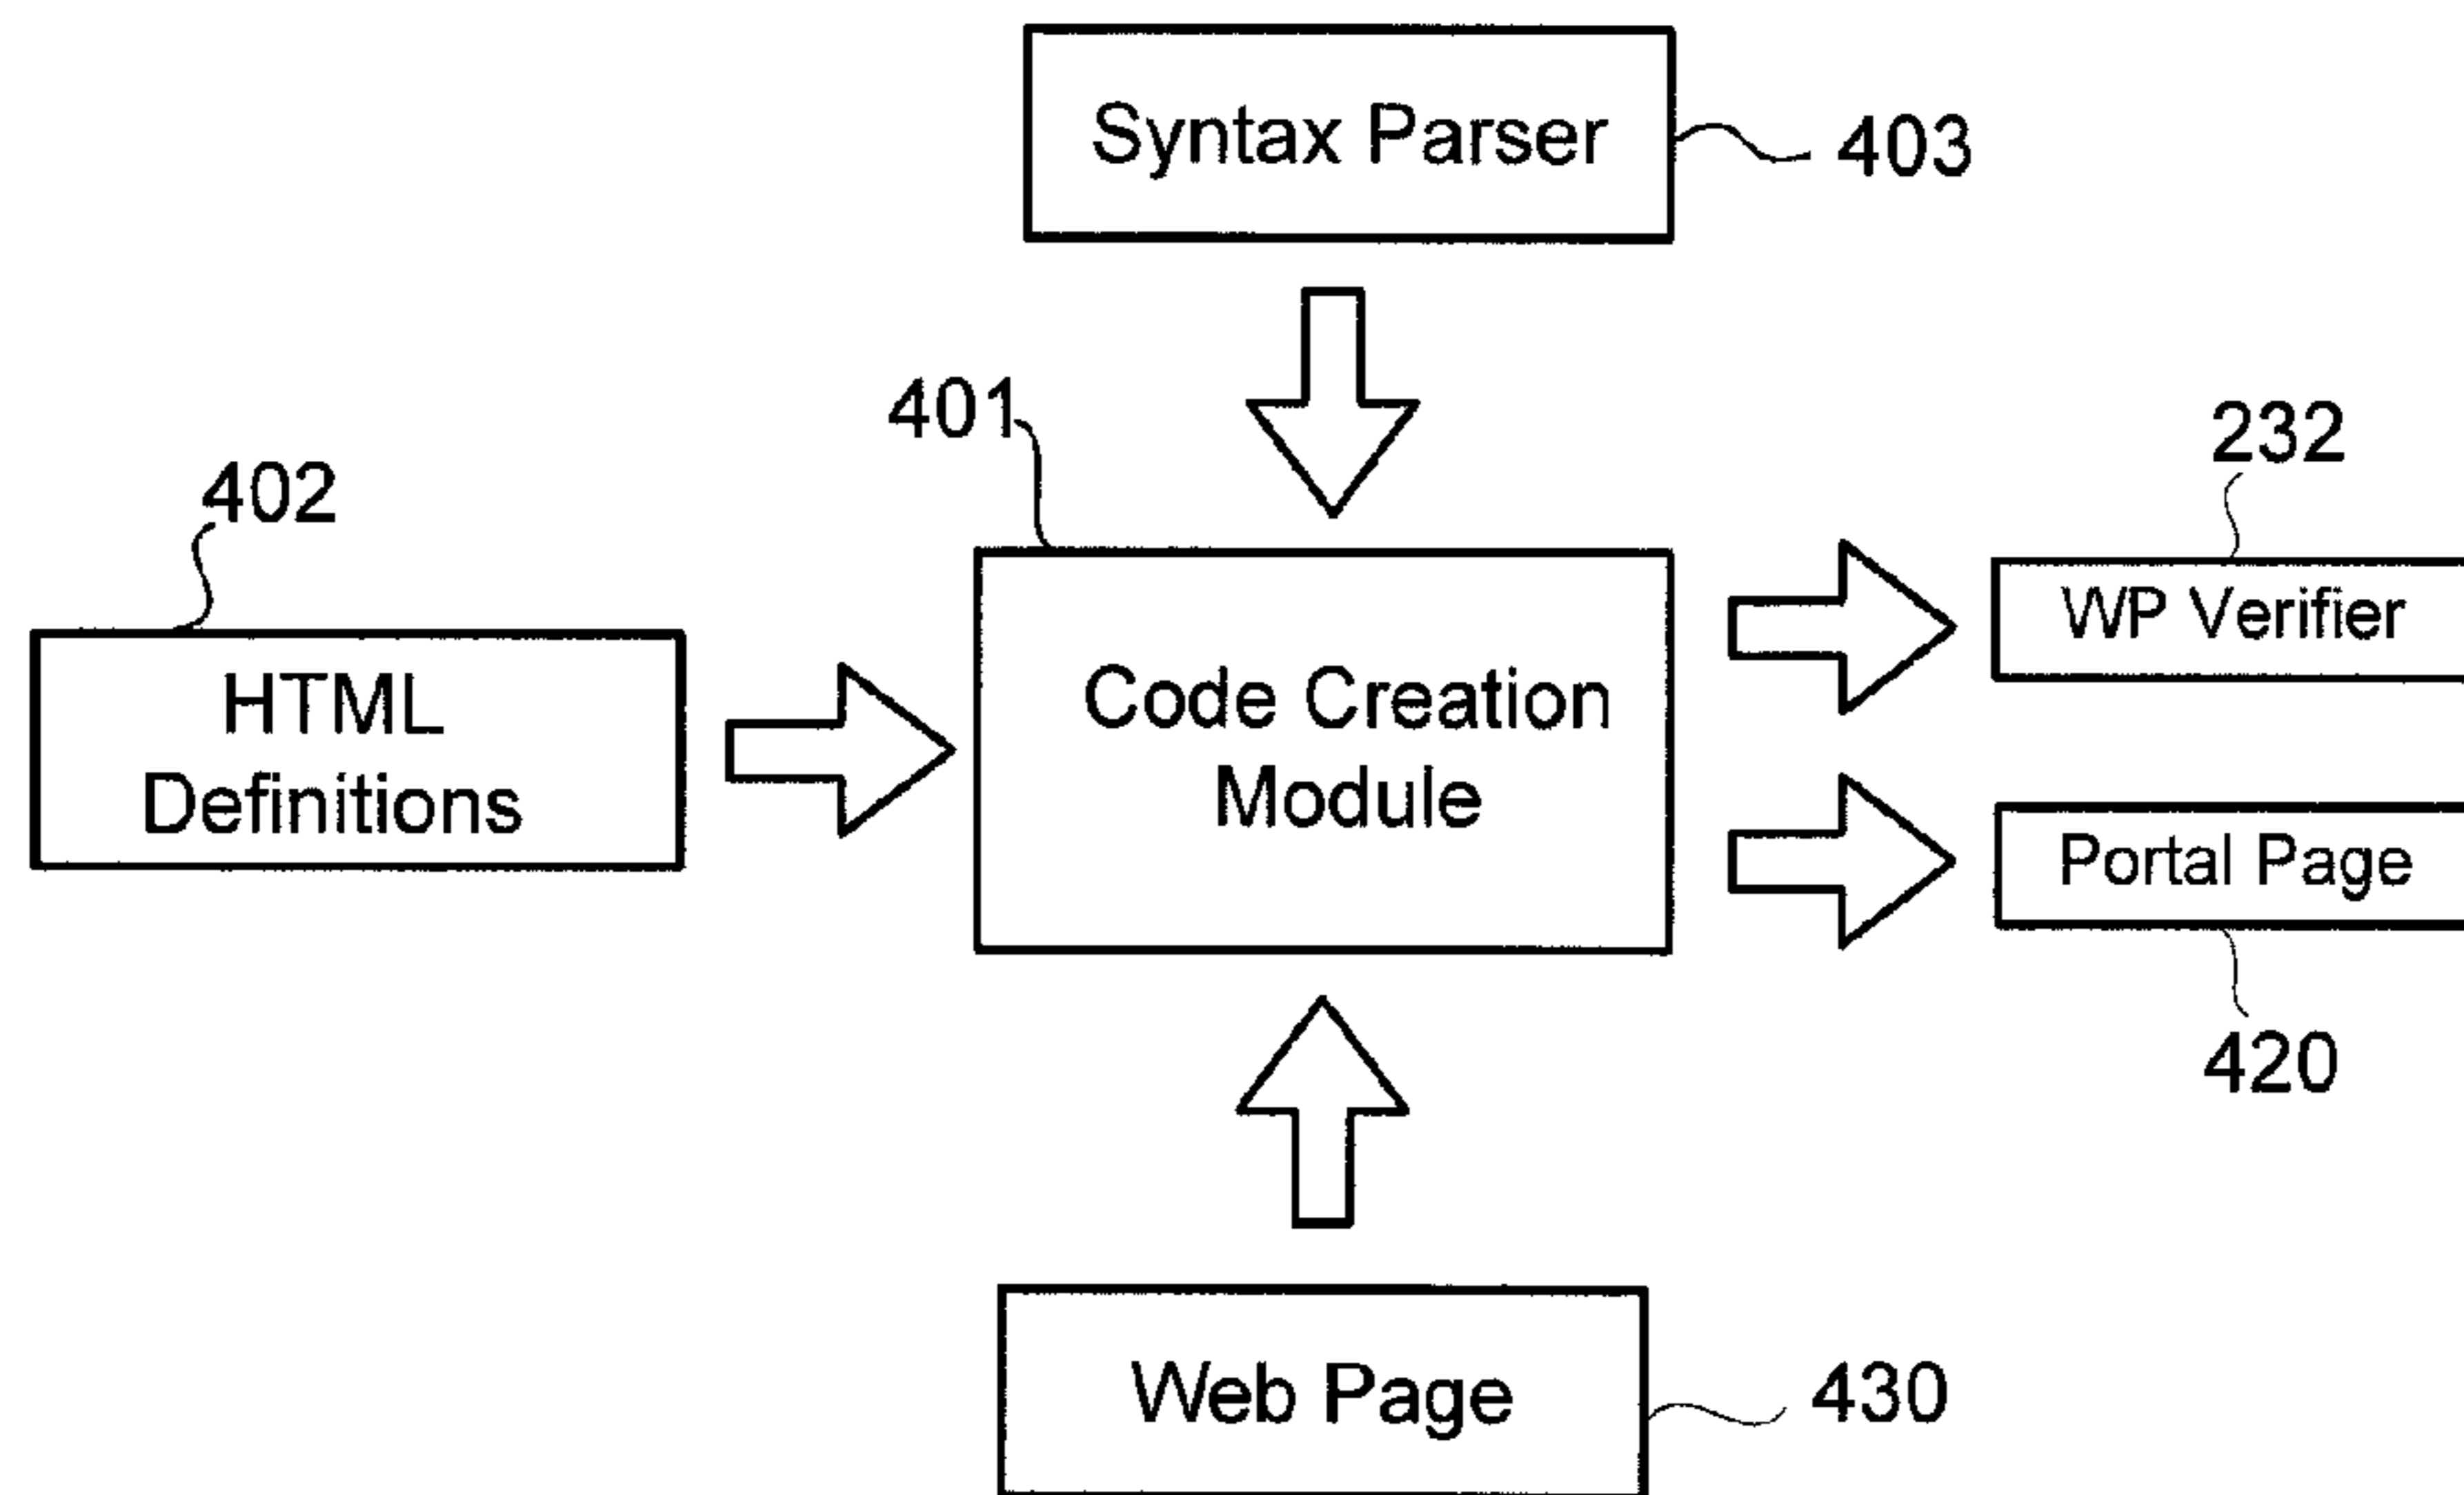 Syntax Parser
403
401
232
402
WP Verifier
HTML
Definitions
Code Creation
Module
Portal Page
420
Web Page
430